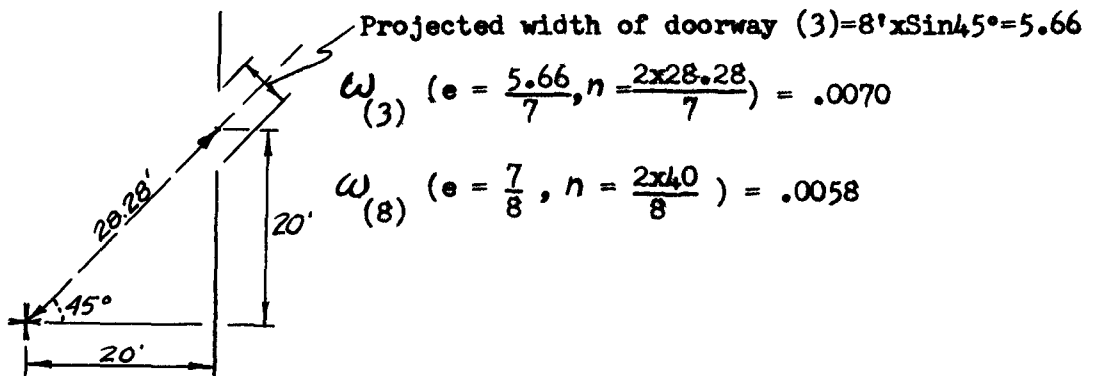 Projected width of doorway (3)=8'xSin45°=5.66
ω(3) (e = 5.66/7, n = 2x28.28/7) = .0070
ω(8) (e = 7/8, n = 2x40/8) = .0058
28.28'
20'
45°
20'